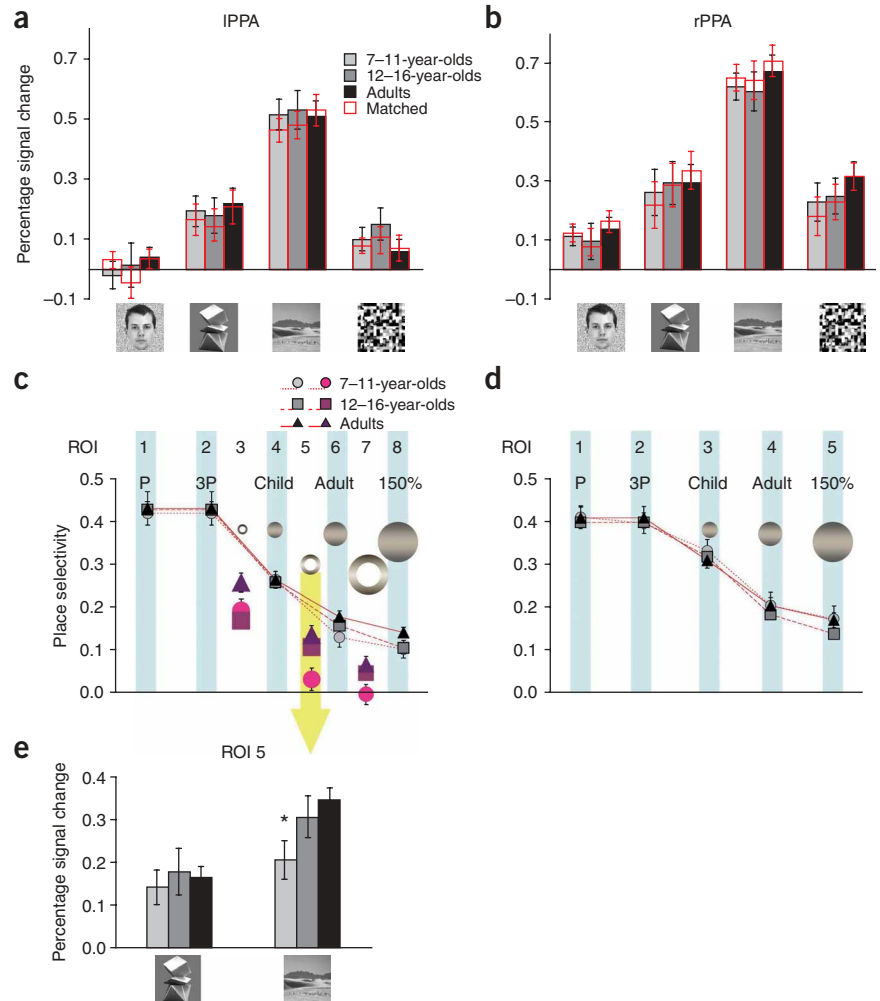 a
lPPA
Percentage signal change
0.7
0.5
0.3
0.1
–0.1
7–11-year-olds
12–16-year-olds
Adults
Matched
b
rPPA
0.7
0.5
0.3
0.1
–0.1
c
7–11-year-olds
12–16-year-olds
Adults
ROI 1 2 3 4 5 6 7 8
P 3P Child Adult 150%
Place selectivity
0.5
0.4
0.3
0.2
0.1
0.0
d
ROI 1 2 3 4 5
P 3P Child Adult 150%
0.5
0.4
0.3
0.2
0.1
0.0
e
ROI 5
Percentage signal change
0.4
0.3
0.2
0.1
0.0
*